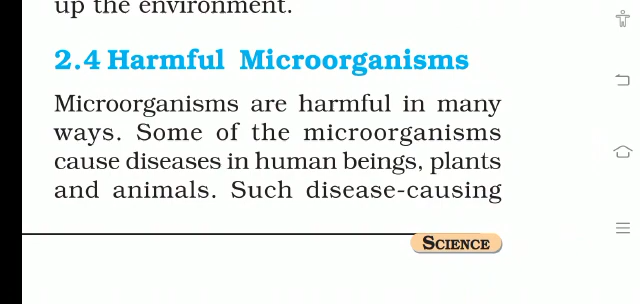 up the environment.
2.4 Harmful Microorganisms
Microorganisms are harmful in many
ways. Some of the microorganisms
cause diseases in human beings, plants
and animals. Such disease-causing
SCIENCE